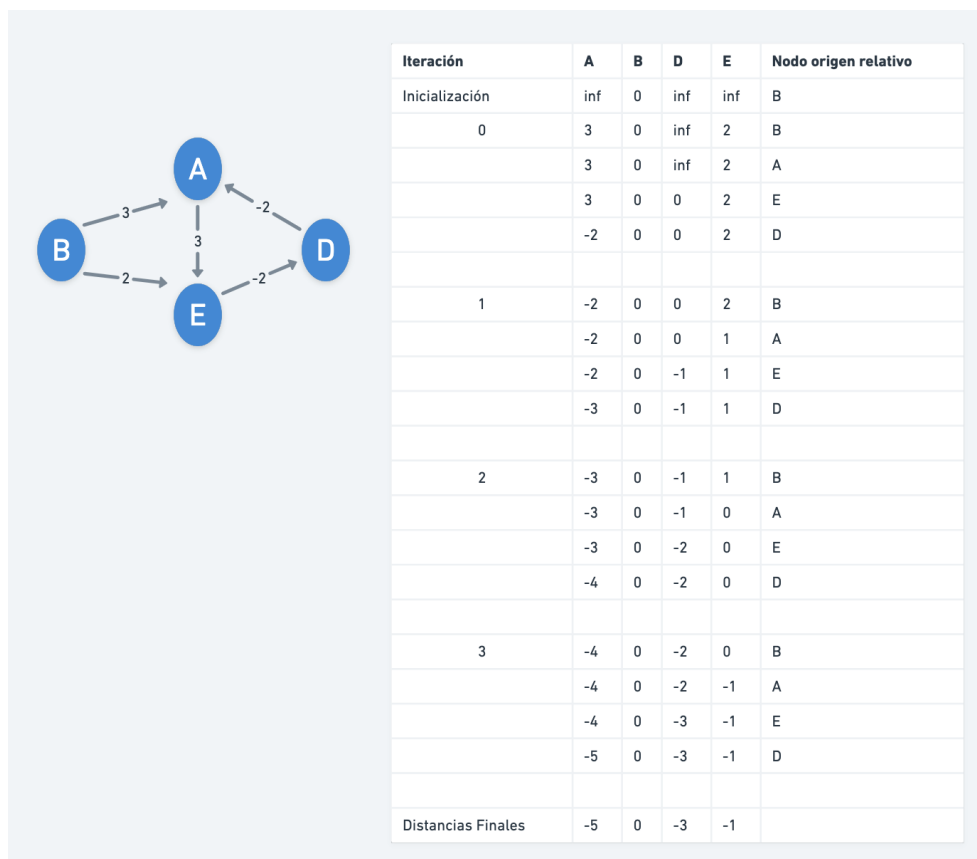 A
B
D
E
3
2
3
-2
-2
Iteración A B D E Nodo origen relativo
Inicialización inf 0 inf inf B
0 3 0 inf 2 B
3 0 inf 2 A
3 0 0 2 E
-2 0 0 2 D
1 -2 0 0 2 B
-2 0 0 1 A
-2 0 -1 1 E
-3 0 -1 1 D
2 -3 0 -1 1 B
-3 0 -1 0 A
-3 0 -2 0 E
-4 0 -2 0 D
3 -4 0 -2 0 B
-4 0 -2 -1 A
-4 0 -3 -1 E
-5 0 -3 -1 D
Distancias Finales -5 0 -3 -1